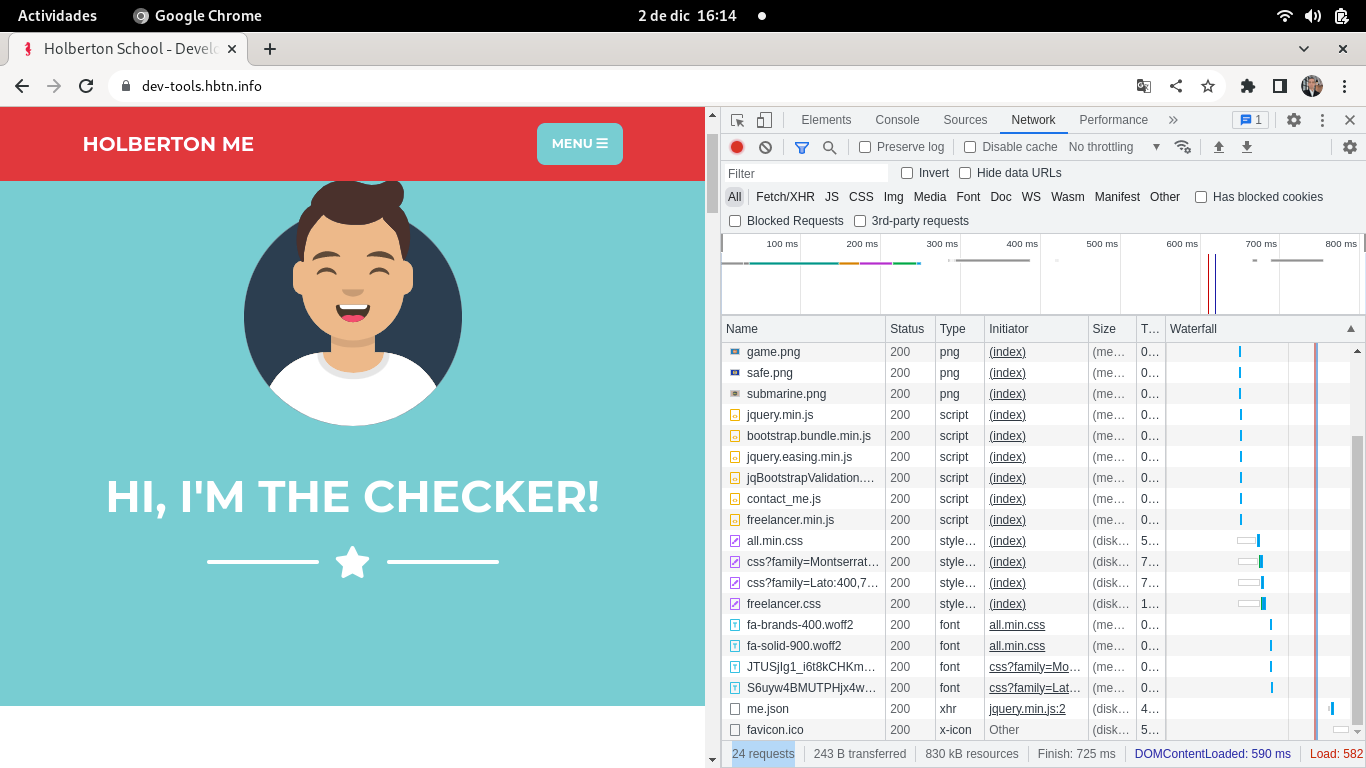 Actividades Google Chrome 2 de dic 16:14
Holberton School - Develo
dev-tools.hbtn.info
HOLBERTON ME
MENU
HI, I'M THE CHECKER!
Elements Console Sources Network Performance » 1
Preserve log Disable cache No throttling
Filter Invert Hide data URLs
All Fetch/XHR JS CSS Img Media Font Doc WS Wasm Manifest Other Has blocked cookies
Blocked Requests 3rd-party requests
100 ms 200 ms 300 ms 400 ms 500 ms 600 ms 700 ms 800 ms
Name Status Type Initiator Size T... Waterfall
game.png 200 png (index) (me... 0...
safe.png 200 png (index) (me... 0...
submarine.png 200 png (index) (me... 0...
jquery.min.js 200 script (index) (me... 0...
bootstrap.bundle.min.js 200 script (index) (me... 0...
jquery.easing.min.js 200 script (index) (me... 0...
jqBootstrapValidation.... 200 script (index) (me... 0...
contact_me.js 200 script (index) (me... 0...
freelancer.min.js 200 script (index) (me... 0...
all.min.css 200 style... (index) (disk... 5...
css?family=Montserrat... 200 style... (index) (disk... 7...
css?family=Lato:400,7... 200 style... (index) (disk... 7...
freelancer.css 200 style... (index) (disk... 1...
fa-brands-400.woff2 200 font all.min.css (me... 0...
fa-solid-900.woff2 200 font all.min.css (me... 0...
JTUSjIg1_i6t8kCHKm... 200 font css?family=Mo... (me... 0...
S6uyw4BMUTPHjx4w... 200 font css?family=Lat... (me... 0...
me.json 200 xhr jquery.min.js:2 (disk... 4...
favicon.ico 200 x-icon Other (disk... 5...
24 requests 243 B transferred 830 kB resources Finish: 725 ms DOMContentLoaded: 590 ms Load: 582